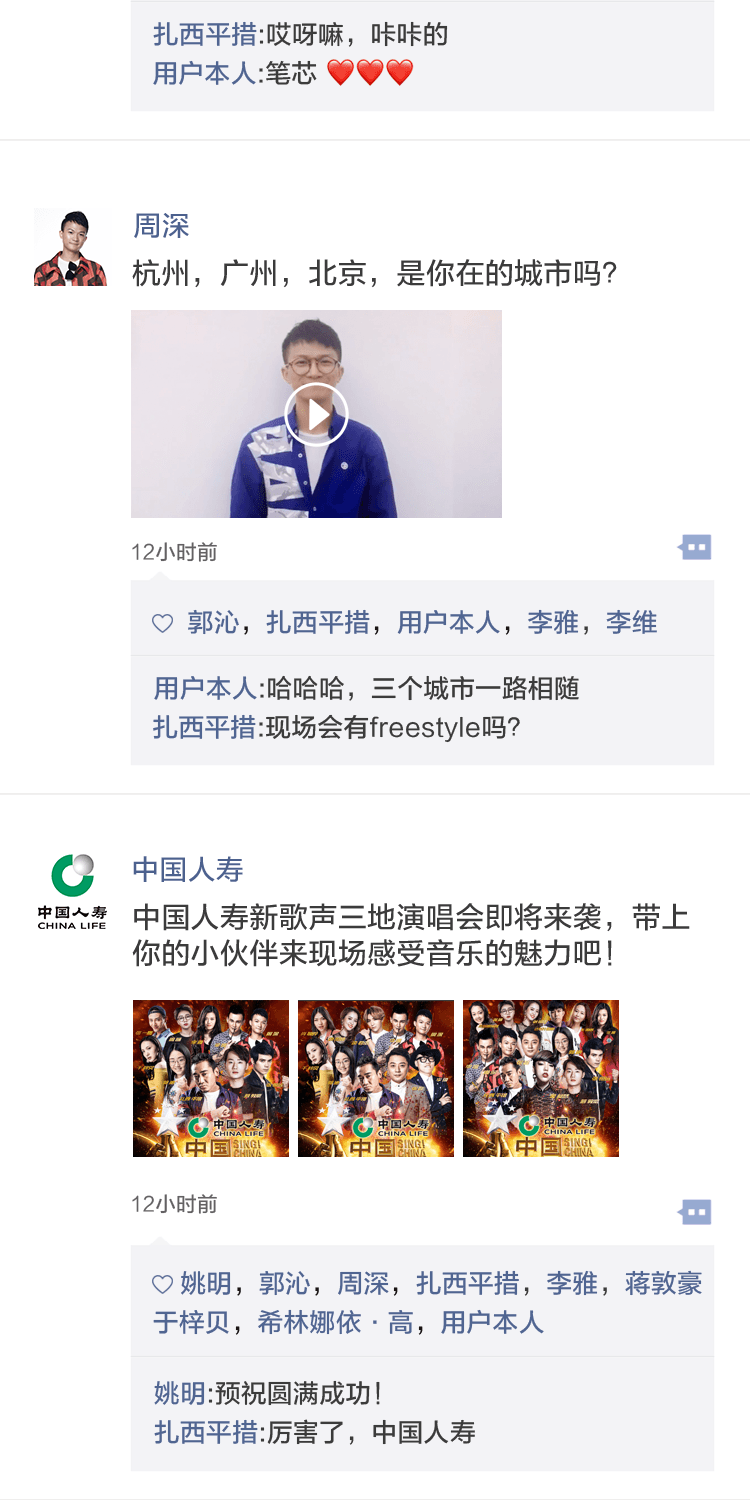 扎西平措:哎呀嘛，咔咔的
用户本人:笔芯 ❤️❤️❤️
周深
杭州，广州，北京，是你在的城市吗?
12小时前
郭沁，扎西平措，用户本人，李雅，李维
用户本人:哈哈哈，三个城市一路相随
扎西平措:现场会有freestyle吗?
中国人寿
CHINA LIFE
中国人寿
中国人寿新歌声三地演唱会即将来袭，带上
你的小伙伴来现场感受音乐的魅力吧！
中国人寿
CHINA LIFE
中国 SING!
CHINA
中国人寿
CHINA LIFE
中国 SING!
CHINA
中国人寿
CHINA LIFE
中国 SING!
CHINA
12小时前
姚明，郭沁，周深，扎西平措，李雅，蒋敦豪
于梓贝，希林娜依·高，用户本人
姚明:预祝圆满成功！
扎西平措:厉害了，中国人寿